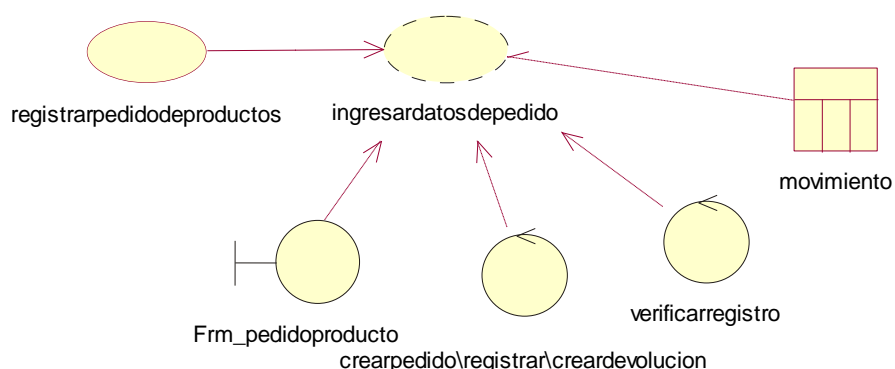 registrarpedidodeproductos
ingresardatosdepedido
movimiento
Frm_pedidoproducto
crearpedido\registrar\creardevolucion
verificarregistro